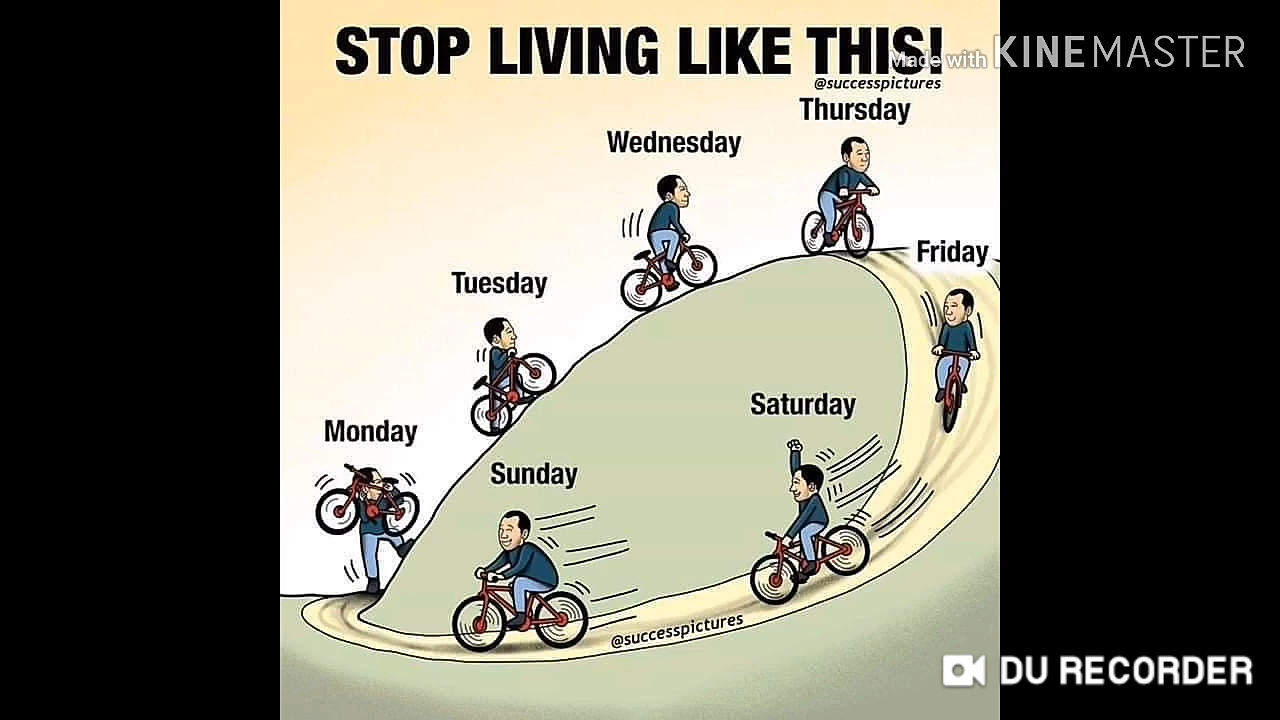 STOP LIVING LIKE THIS!
Made with KINEMASTER
@successpictures
Thursday
Wednesday
Friday
Tuesday
Saturday
Monday
Sunday
@successpictures
DU RECORDER